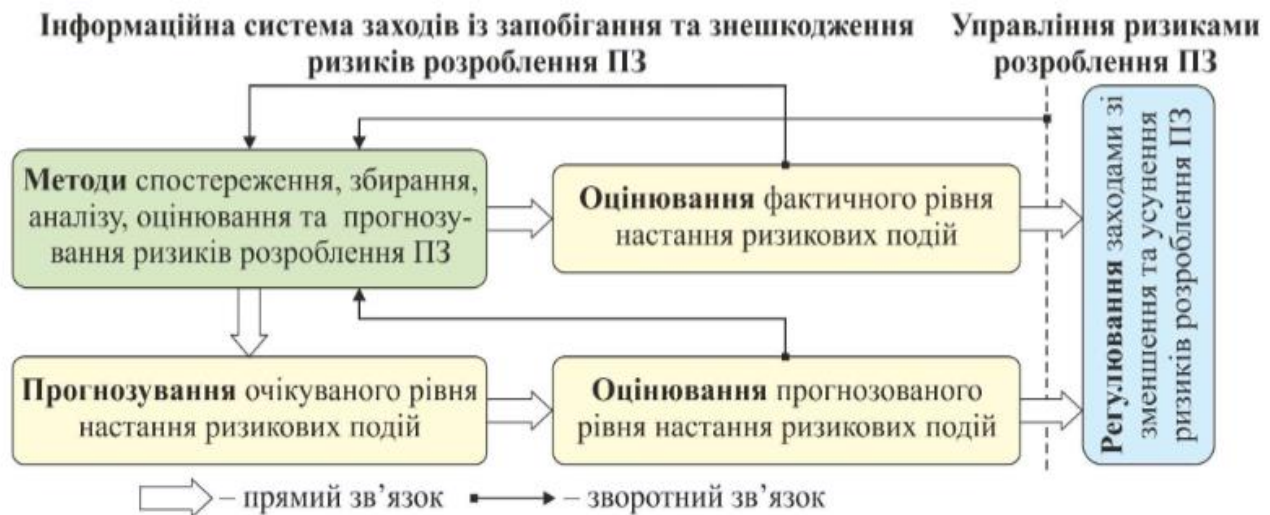 Інформаційна система заходів із запобігання та знешкодження
ризиків розроблення ПЗ
Управління ризиками
розроблення ПЗ
Методи спостереження, збирання,
аналізу, оцінювання та прогнозу-
вання ризиків розроблення ПЗ
Оцінювання фактичного рівня
настання ризикових подій
Прогнозування очікуваного рівня
настання ризикових подій
Оцінювання прогнозованого
рівня настання ризикових подій
Регулювання заходами зі
зменшення та усунення
ризиків розроблення ПЗ
– прямий зв’язок
– зворотний зв’язок